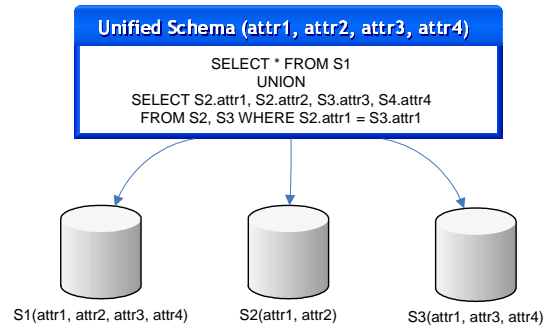 Unified Schema (attr1, attr2, attr3, attr4)
SELECT * FROM S1
UNION
SELECT S2.attr1, S2.attr2, S3.attr3, S4.attr4
FROM S2, S3 WHERE S2.attr1 = S3.attr1
S1(attr1, attr2, attr3, attr4)
S2(attr1, attr2)
S3(attr1, attr3, attr4)